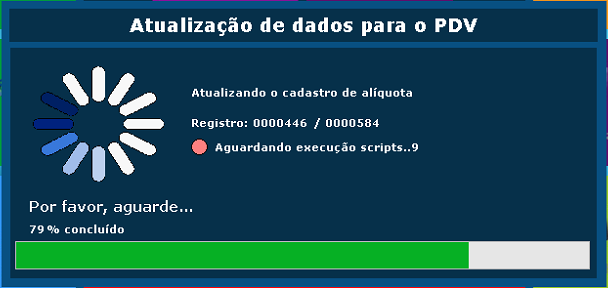 Atualização de dados para o PDV
Atualizando o cadastro de alíquota
Registro: 0000446 / 0000584
Aguardando execução scripts..9
Por favor, aguarde...
79 % concluído